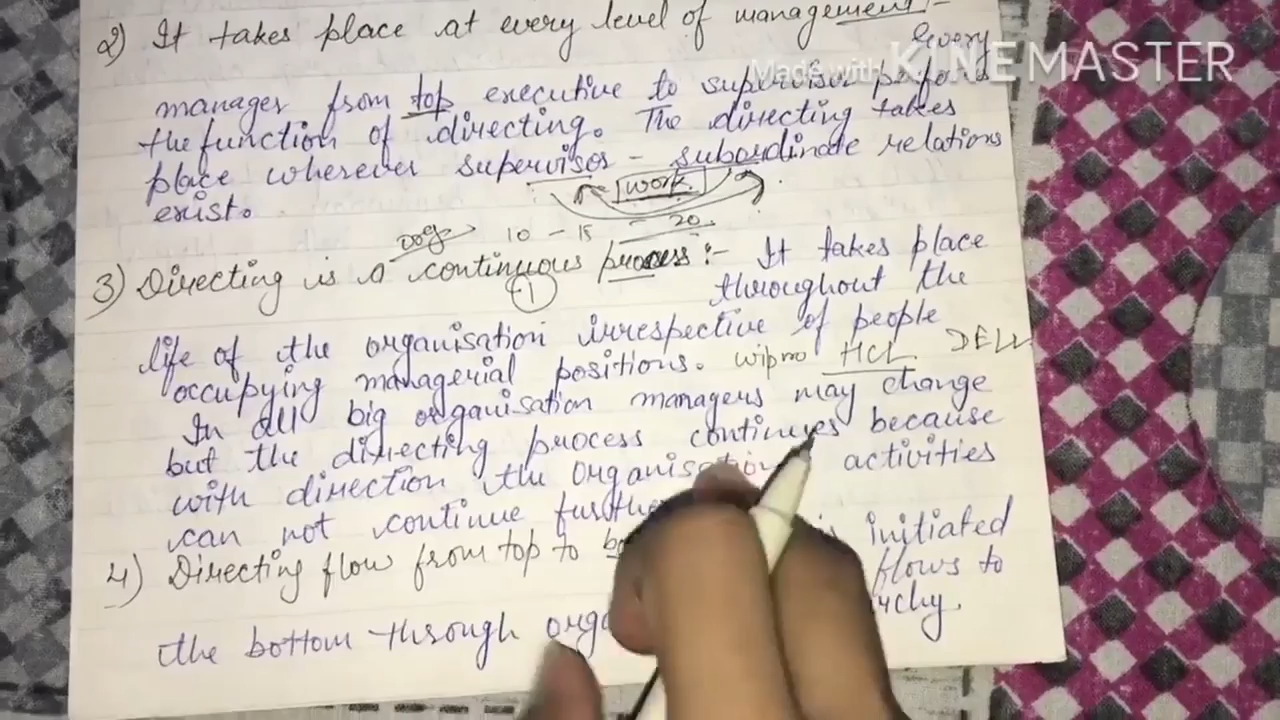 2) It takes place at every level of management :-
Every
Made with KINEMASTER
manager from top executive to supervisor
the function of directing. The directing takes
place wherever supervisor - subordinate relations
exist.
work
20
10 - 15
3) Directing is a continuous process :- It takes place
1
throughout the
life of the organisation irrespective of people
occupying managerial positions. wipro HCL DELL
In all big organisation managers may change
but the directing process continues because
with direction the organisation activities
can not continue
4) Directing flow from top to
is initiated
flows to
the bottom through